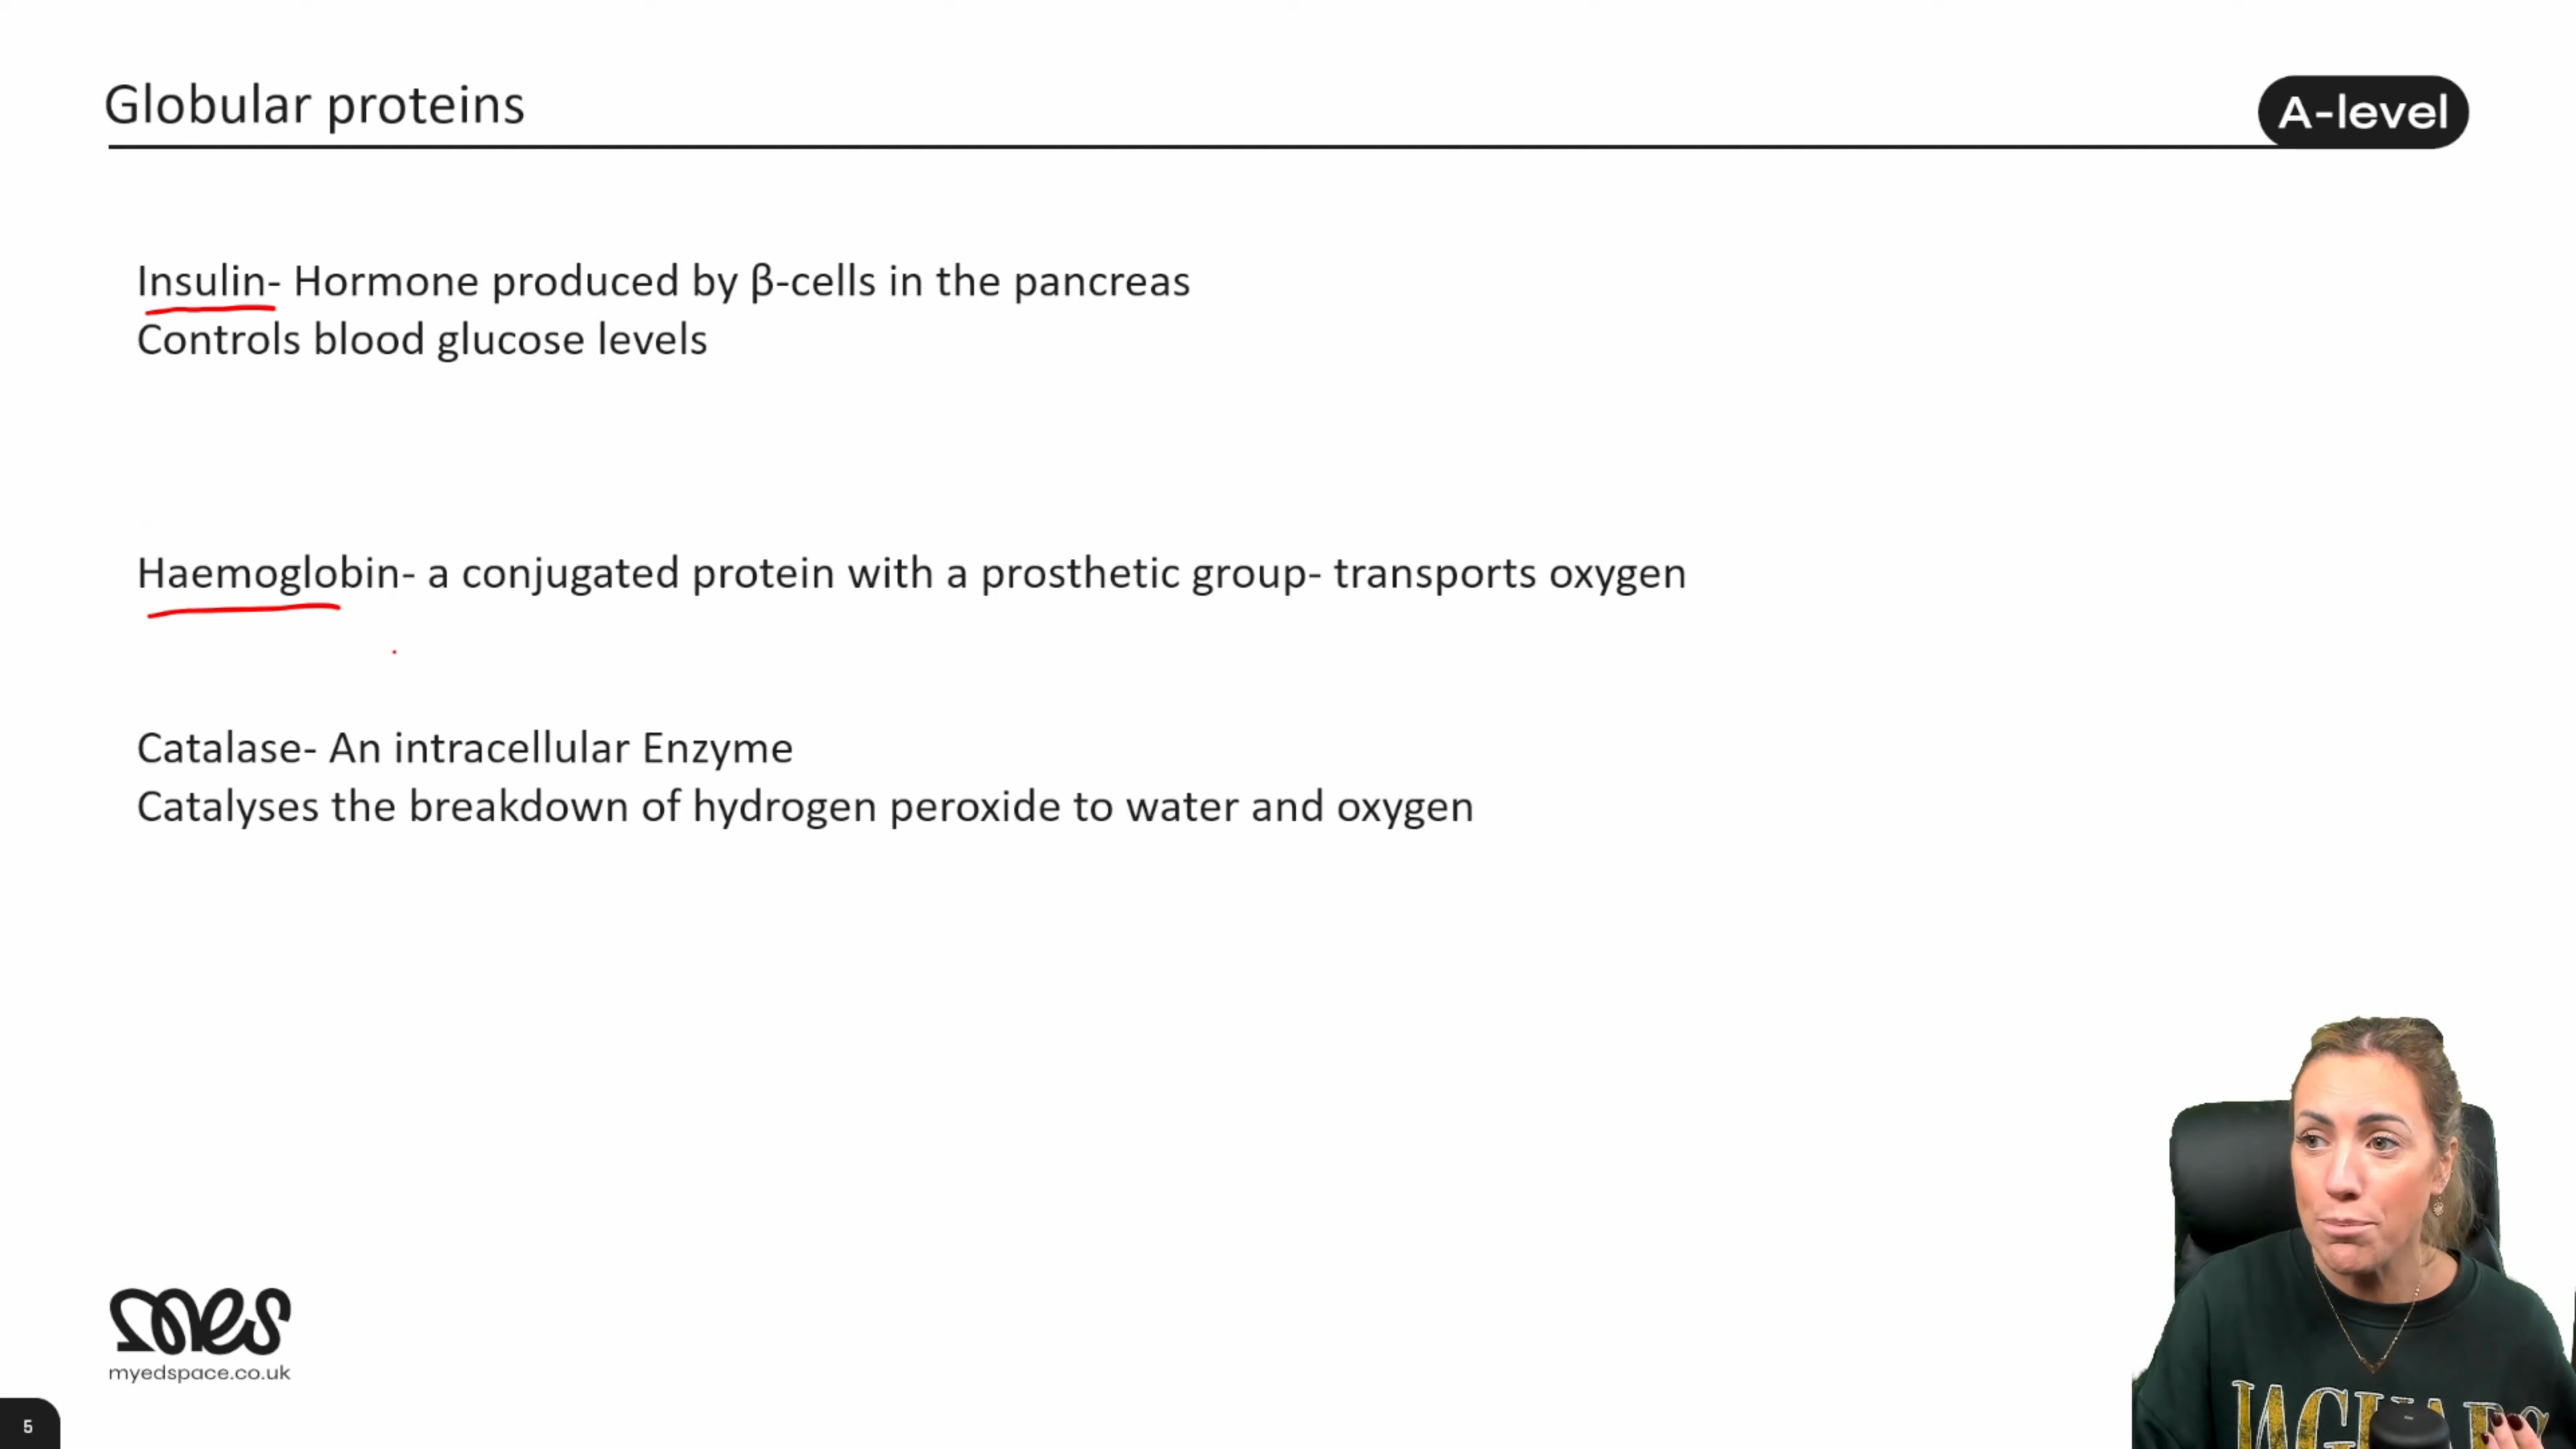 Globular proteins
A-level
Insulin- Hormone produced by β-cells in the pancreas
Controls blood glucose levels
Haemoglobin- a conjugated protein with a prosthetic group- transports oxygen
Catalase- An intracellular Enzyme
Catalyses the breakdown of hydrogen peroxide to water and oxygen
mes
myedspace.co.uk
5
JAGUARS